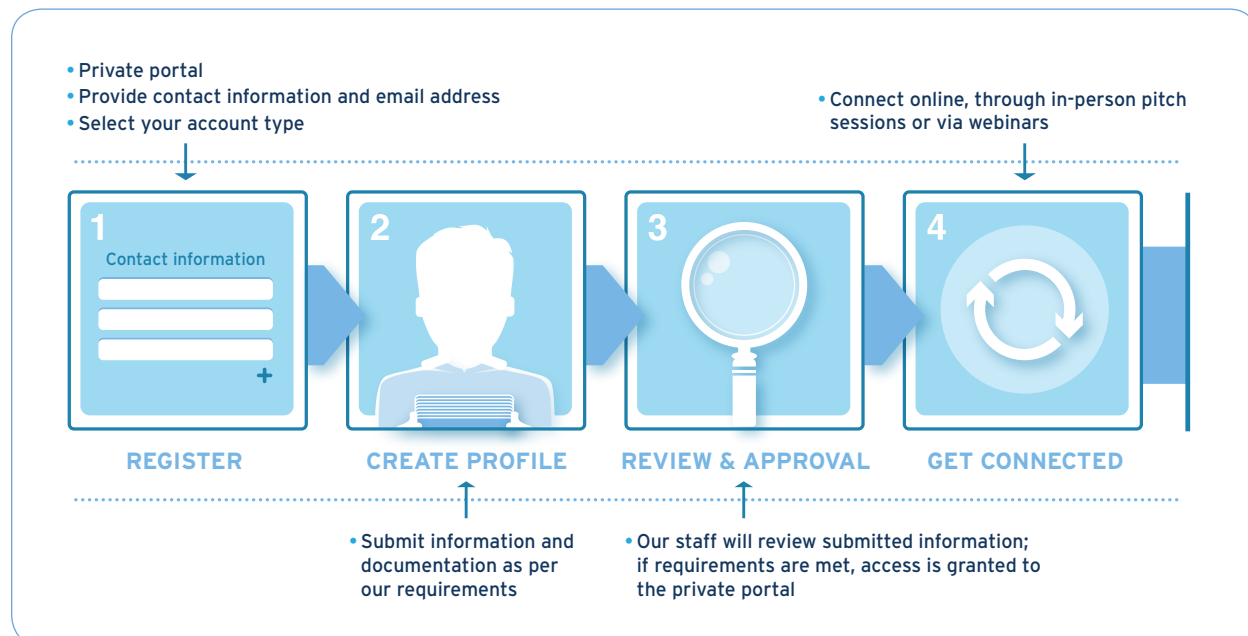 • Private portal
• Provide contact information and email address
• Select your account type
• Connect online, through in-person pitch
sessions or via webinars
1
Contact information
+
2
3
4
REGISTER
CREATE PROFILE
REVIEW & APPROVAL
GET CONNECTED
• Submit information and
documentation as per
our requirements
• Our staff will review submitted information;
if requirements are met, access is granted to
the private portal